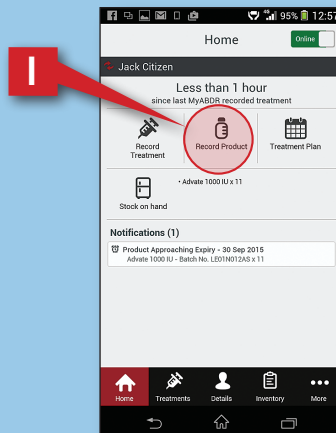 95% 12:57
Home
Online
Jack Citizen
Less than 1 hour
since last MyABDR recorded treatment
I
Record
Treatment
Record Product
Treatment Plan
Stock on hand
• Advate 1000 IU x 11
Notifications (1)
Product Approaching Expiry - 30 Sep 2015
Advate 1000 IU - Batch No. LE01N012AS x 11
Home
Treatments
Details
Inventory
More